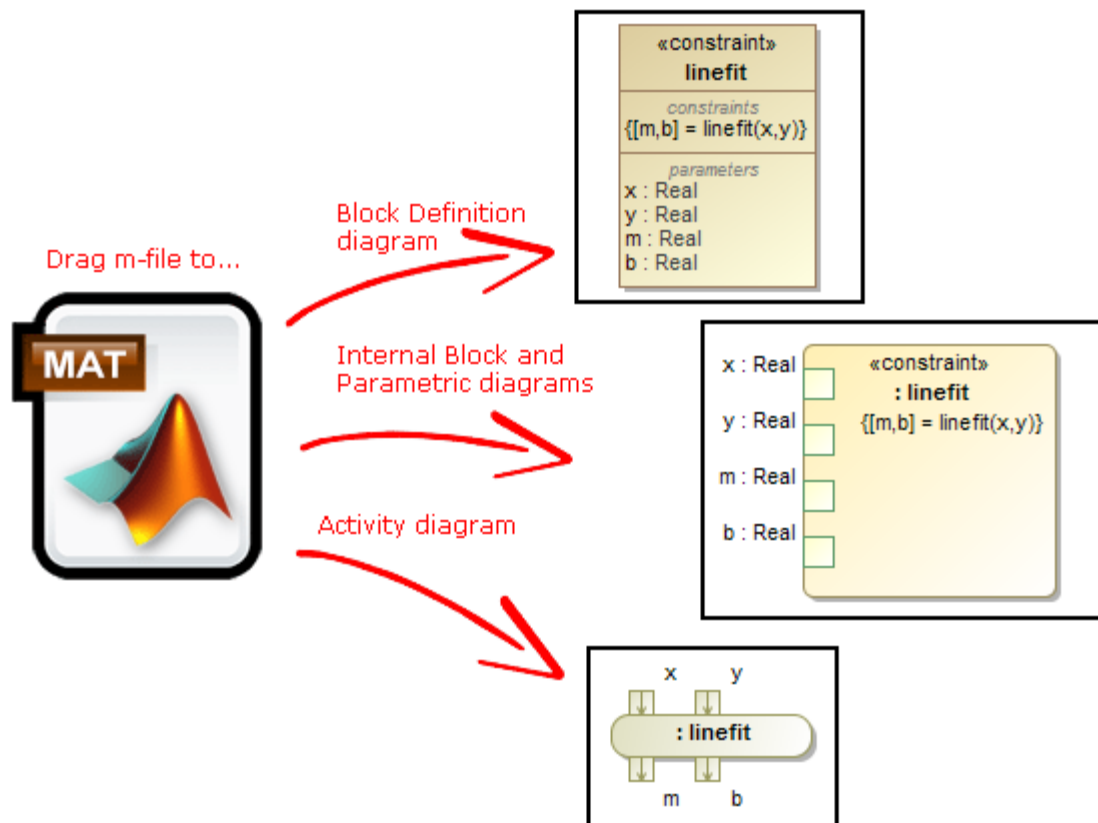 Drag m-file to...
MAT
Block Definition
diagram
«constraint»
linefit
constraints
{[m,b] = linefit(x,y)}
parameters
x : Real
y : Real
m : Real
b : Real
Internal Block and
Parametric diagrams
x : Real
y : Real
m : Real
b : Real
«constraint»
: linefit
{[m,b] = linefit(x,y)}
Activity diagram
x y
: linefit
m b